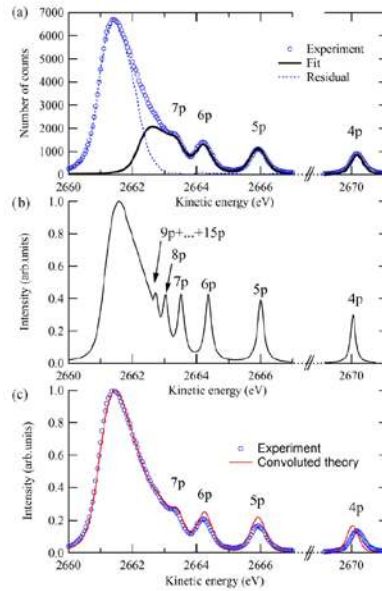 (a)
7000
6000
5000
4000
3000
2000
1000
0
Number of counts
Experiment
Fit
Residual
7p
6p
5p
4p
2660 2662 2664 2666 2670
Kinetic energy (eV)
(b)
1.0
0.8
0.6
0.4
0.2
0.0
Intensity (arb.units)
9p+...+15p
8p
7p
6p
5p
4p
2660 2662 2664 2666 2670
Kinetic energy (eV)
(c)
1.0
0.8
0.6
0.4
0.2
0.0
Intensity (arb.units)
Experiment
Convoluted theory
7p
6p
5p
4p
2660 2662 2664 2666 2670
Kinetic energy (eV)